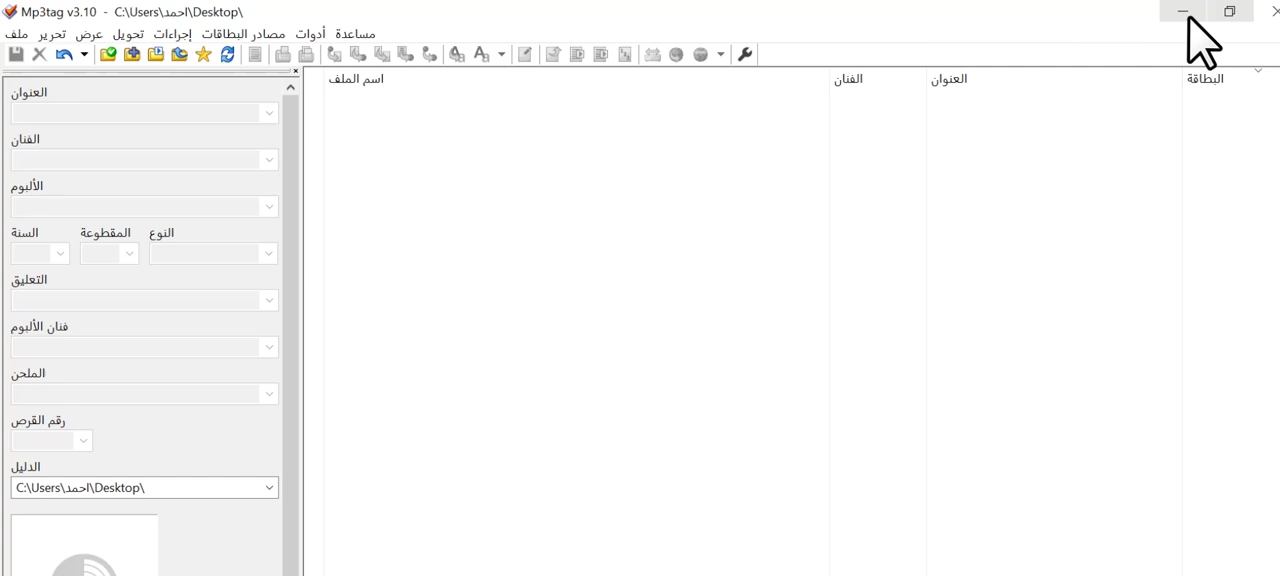 Mp3tag v3.10 - C:\Users\احمد\Desktop\
ملف تحرير عرض تحويل إجراءات مصادر البطاقات أدوات مساعدة
اسم الملف الفنان العنوان البطاقة
العنوان
الفنان
الألبوم
السنة المقطوعة النوع
التعليق
فنان الألبوم
الملحن
رقم القرص
الدليل
C:\Users\احمد\Desktop\